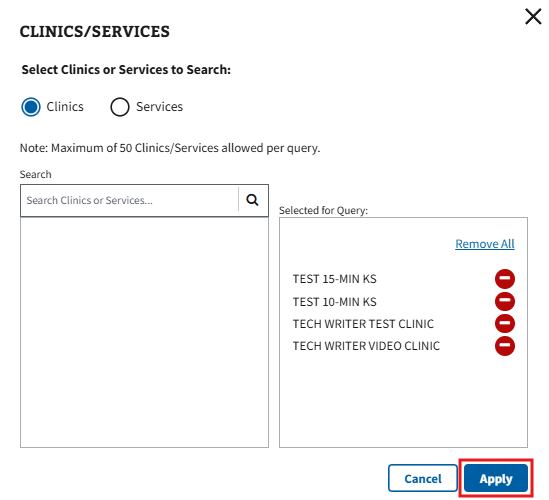 CLINICS/SERVICES
Select Clinics or Services to Search:
Clinics Services
Note: Maximum of 50 Clinics/Services allowed per query.
Search
Search Clinics or Services...
Selected for Query:
Remove All
TEST 15-MIN KS
TEST 10-MIN KS
TECH WRITER TEST CLINIC
TECH WRITER VIDEO CLINIC
Cancel Apply